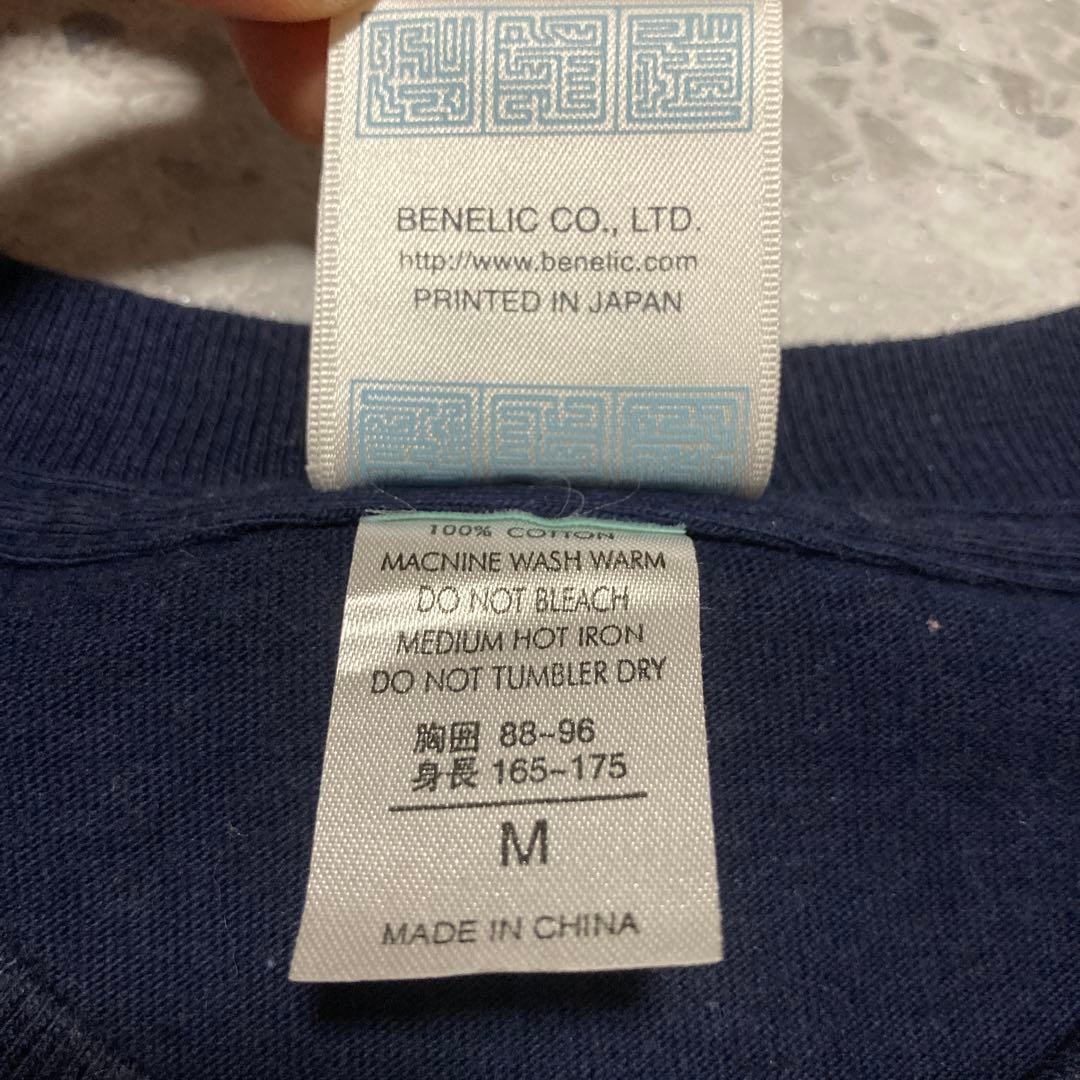 BENELIC CO., LTD.
http://www.benelic.com
PRINTED IN JAPAN
100% COTTON
MACNINE WASH WARM
DO NOT BLEACH
MEDIUM HOT IRON
DO NOT TUMBLER DRY
胸囲 88~96
身長 165~175
M
MADE IN CHINA